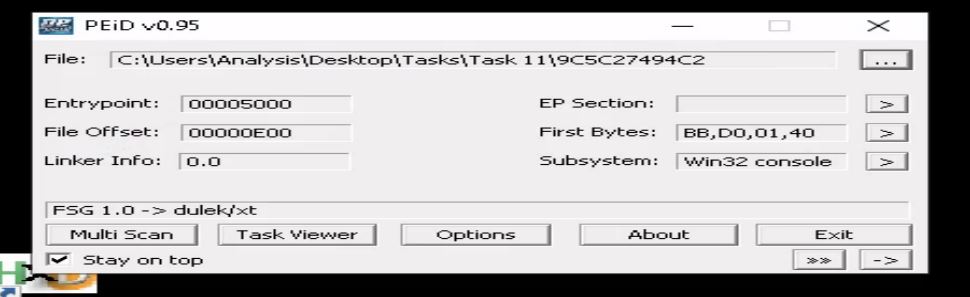 PEiD v0.95
File: C:\Users\Analysis\Desktop\Tasks\Task 11\9C5C27494C2 ...
Entrypoint: 00005000 EP Section: >
File Offset: 00000E00 First Bytes: BB,D0,01,40 >
Linker Info: 0.0 Subsystem: Win32 console >
FSG 1.0 -> dulek/xt
Multi Scan Task Viewer Options About Exit
Stay on top >> ->